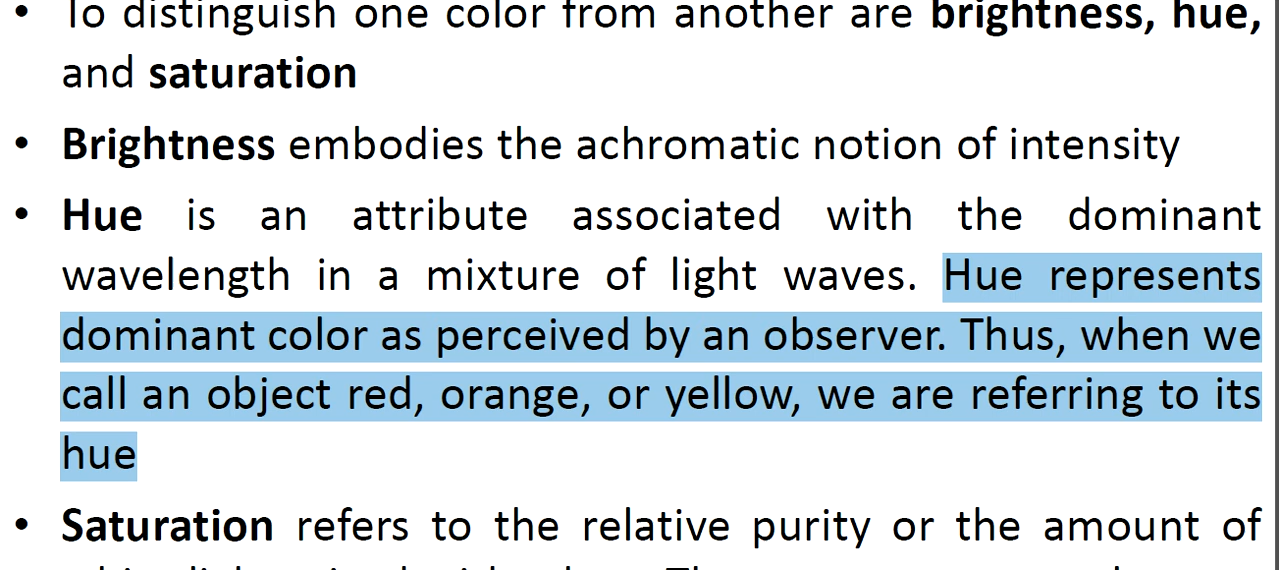 • To distinguish one color from another are brightness, hue,
and saturation
• Brightness embodies the achromatic notion of intensity
• Hue is an attribute associated with the dominant
wavelength in a mixture of light waves. Hue represents
dominant color as perceived by an observer. Thus, when we
call an object red, orange, or yellow, we are referring to its
hue
• Saturation refers to the relative purity or the amount of